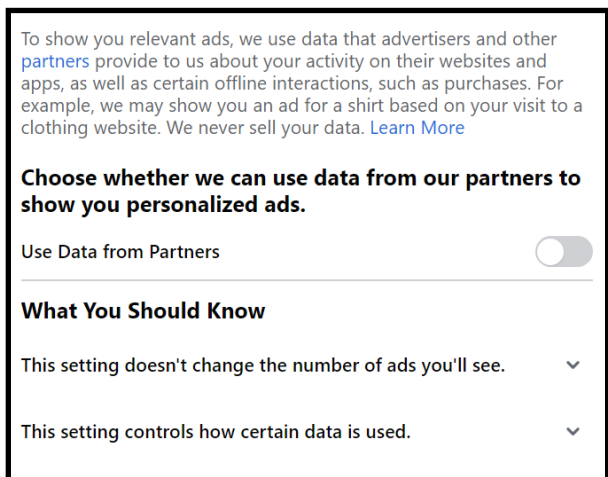 To show you relevant ads, we use data that advertisers and other
partners provide to us about your activity on their websites and
apps, as well as certain offline interactions, such as purchases. For
example, we may show you an ad for a shirt based on your visit to a
clothing website. We never sell your data. Learn More
Choose whether we can use data from our partners to
show you personalized ads.
Use Data from Partners
What You Should Know
This setting doesn't change the number of ads you'll see.
This setting controls how certain data is used.